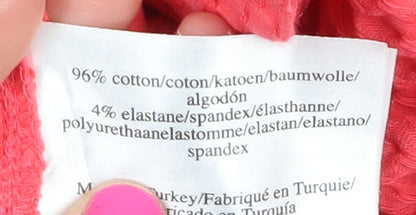 96% cotton/coton/katoen/baumwolle/
algodón
4% elastane/spandex/élasthanne/
polyurethaanelastomme/elastan/elastano/
spandex
Turkey/Fabriqué en Turquie/
en Turquía